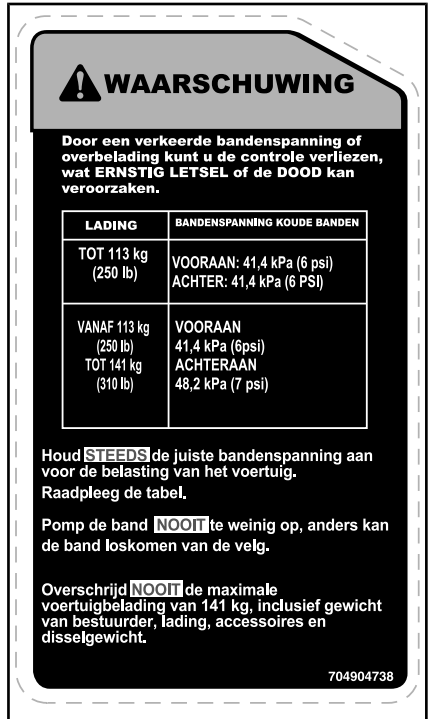 WAARSCHUWING
Door een verkeerde bandenspanning of
overbelading kunt u de controle verliezen,
wat ERNSTIG LETSEL of de DOOD kan
veroorzaken.
LADING
BANDENSPANNING KOUDE BANDEN
TOT 113 kg
(250 lb)
VOORAAN: 41,4 kPa (6 psi)
ACHTER: 41,4 kPa (6 PSI)
VANAF 113 kg
(250 lb)
TOT 141 kg
(310 lb)
VOORAAN
41,4 kPa (6psi)
ACHTERAAN
48,2 kPa (7 psi)
Houd STEEDS de juiste bandenspanning aan
voor de belasting van het voertuig.
Raadpleeg de tabel.
Pomp de band NOOIT te weinig op, anders kan
de band loskomen van de velg.
Overschrijd NOOIT de maximale
voertuigbelading van 141 kg, inclusief gewicht
van bestuurder, lading, accessoires en
disselgewicht.
704904738